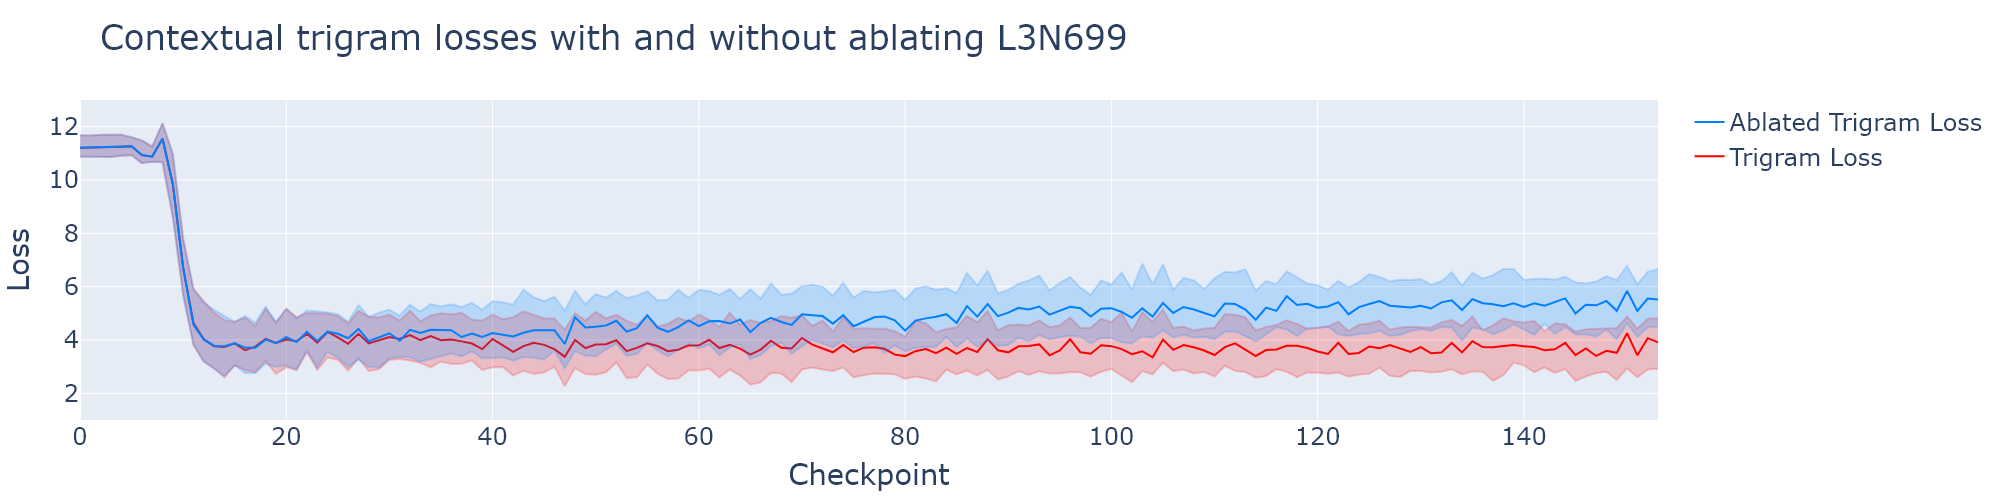 Contextual trigram losses with and without ablating L3N699
Ablated Trigram Loss
Trigram Loss
Loss
12
10
8
6
4
2
0 20 40 60 80 100 120 140
Checkpoint